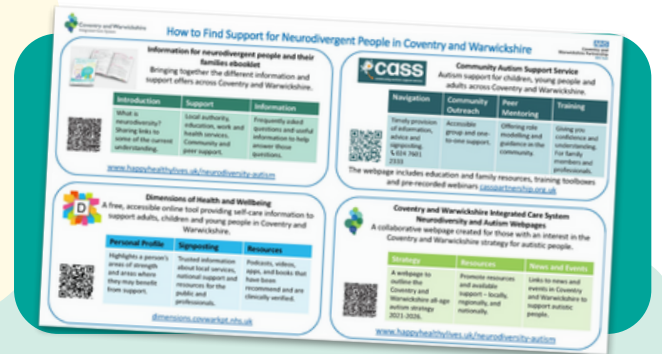 Coventry and Warwickshire
How to Find Support for Neurodivergent People in Coventry and Warwickshire
NHS
Coventry and
Warwickshire Partnership
Information for neurodivergent people and their
families ebooklet
Bringing together the different information and
support offers across Coventry and Warwickshire.
Introduction
What is
neurodiversity?
Sharing links to
some of the current
understanding.
Support
Local authority,
education, work and
health services.
Community and
peer support.
Information
Frequently asked
questions and useful
information to help
answer those
questions.
www.happyhealthylives.uk/neurodiversity-autism
cass
Community Autism Support Service
Autism support for children, young people and
adults across Coventry and Warwickshire.
Navigation
Timely provision
of information,
advice and
signposting.
024 7601
2333
Community
Outreach
Accessible
group and one-
to-one support.
Peer
Mentoring
Offering role
modelling and
guidance in the
community.
Training
Giving you
confidence and
understanding.
For family
members and
professionals.
The webpage includes education and family resources, training toolboxes
and pre-recorded webinars casspartnership.org.uk
D
Dimensions of Health and Wellbeing
A free, accessible online tool providing self-care information to
support adults, children and young people in Coventry and
Warwickshire.
Personal Profile
Highlights a person's
areas of strength
and areas where
they may benefit
from support.
Signposting
Trusted information
about local services,
national support and
resources for the
public and
professionals.
Resources
Podcasts, videos,
apps, and books that
have been
recommend and are
clinically verified.
dimensions.covwarkpt.nhs.uk
Coventry and Warwickshire Integrated Care System
Neurodiversity and Autism Webpages
A collaborative webpage created for those with an interest in the
Coventry and Warwickshire strategy for autistic people.
Strategy
A webpage to
outline the
Coventry and
Warwickshire all-age
autism strategy
2021-2026.
Resources
Promote resources
and available
support - locally,
regionally, and
nationally.
News and Events
Links to news and
events in Coventry
and Warwickshire to
support autistic
people.
www.happyhealthylives.uk/neurodiversity-autism